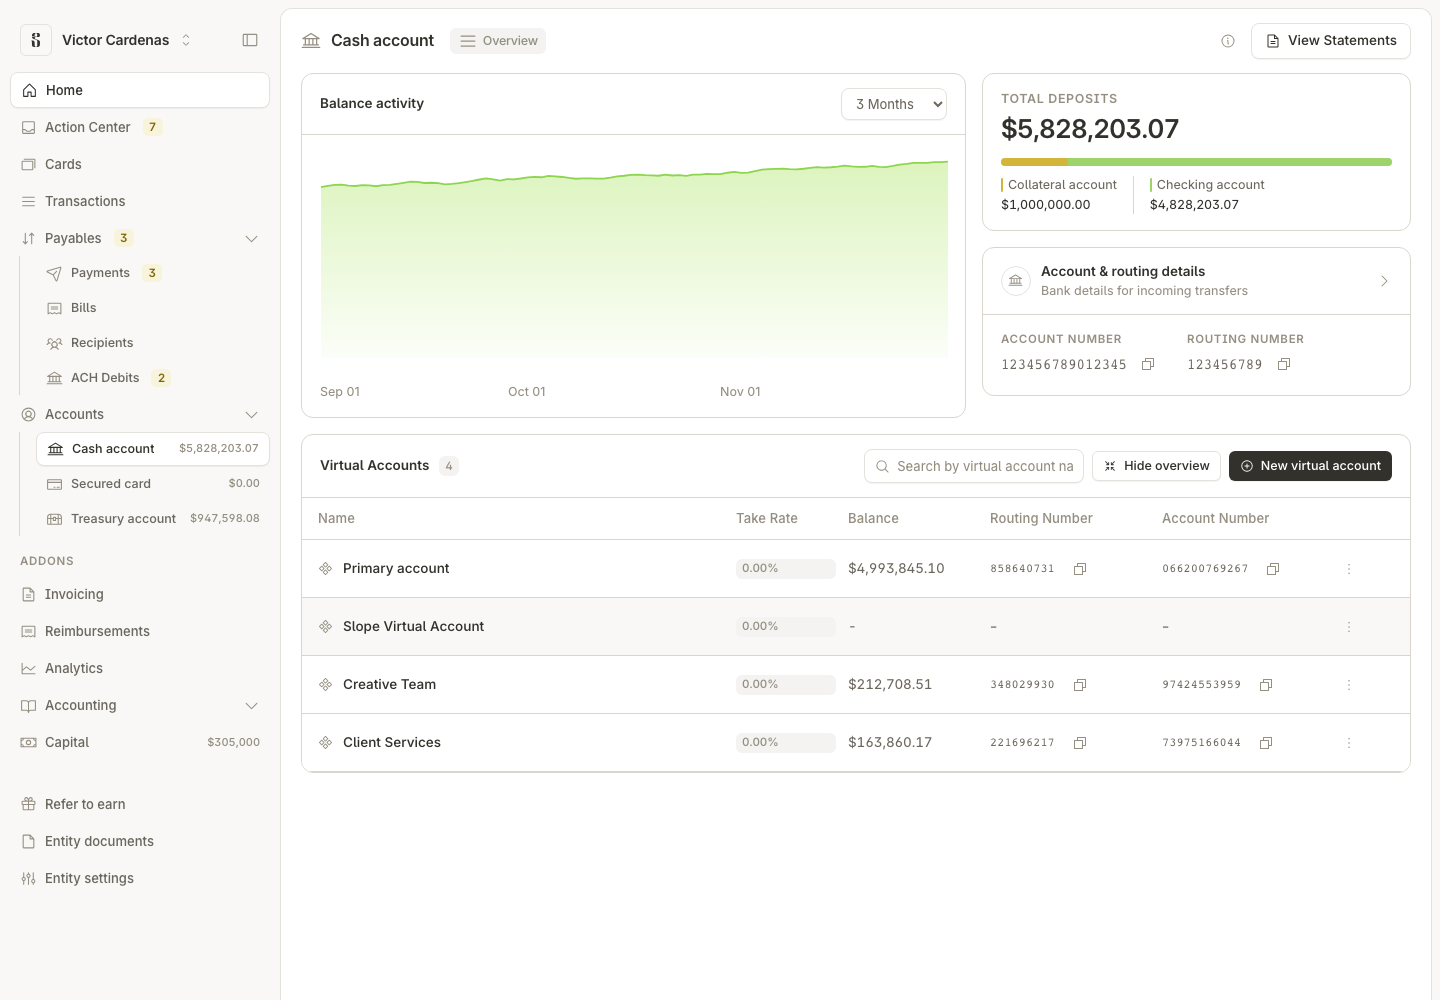 Victor Cardenas
Home
Action Center 7
Cards
Transactions
Payables 3
Payments 3
Bills
Recipients
ACH Debits 2
Accounts
Cash account $5,828,203.07
Secured card $0.00
Treasury account $947,598.08
ADDONS
Invoicing
Reimbursements
Analytics
Accounting
Capital $305,000
Refer to earn
Entity documents
Entity settings
Cash account Overview
View Statements
Balance activity
3 Months
Sep 01 Oct 01 Nov 01
TOTAL DEPOSITS
$5,828,203.07
Collateral account Checking account
$1,000,000.00 $4,828,203.07
Account & routing details
Bank details for incoming transfers
ACCOUNT NUMBER ROUTING NUMBER
123456789012345 123456789
Virtual Accounts 4
Search by virtual account na
Hide overview
New virtual account
Name Take Rate Balance Routing Number Account Number
Primary account 0.00% $4,993,845.10 858640731 066200769267
Slope Virtual Account 0.00% - – –
Creative Team 0.00% $212,708.51 348029930 97424553959
Client Services 0.00% $163,860.17 221696217 73975166044